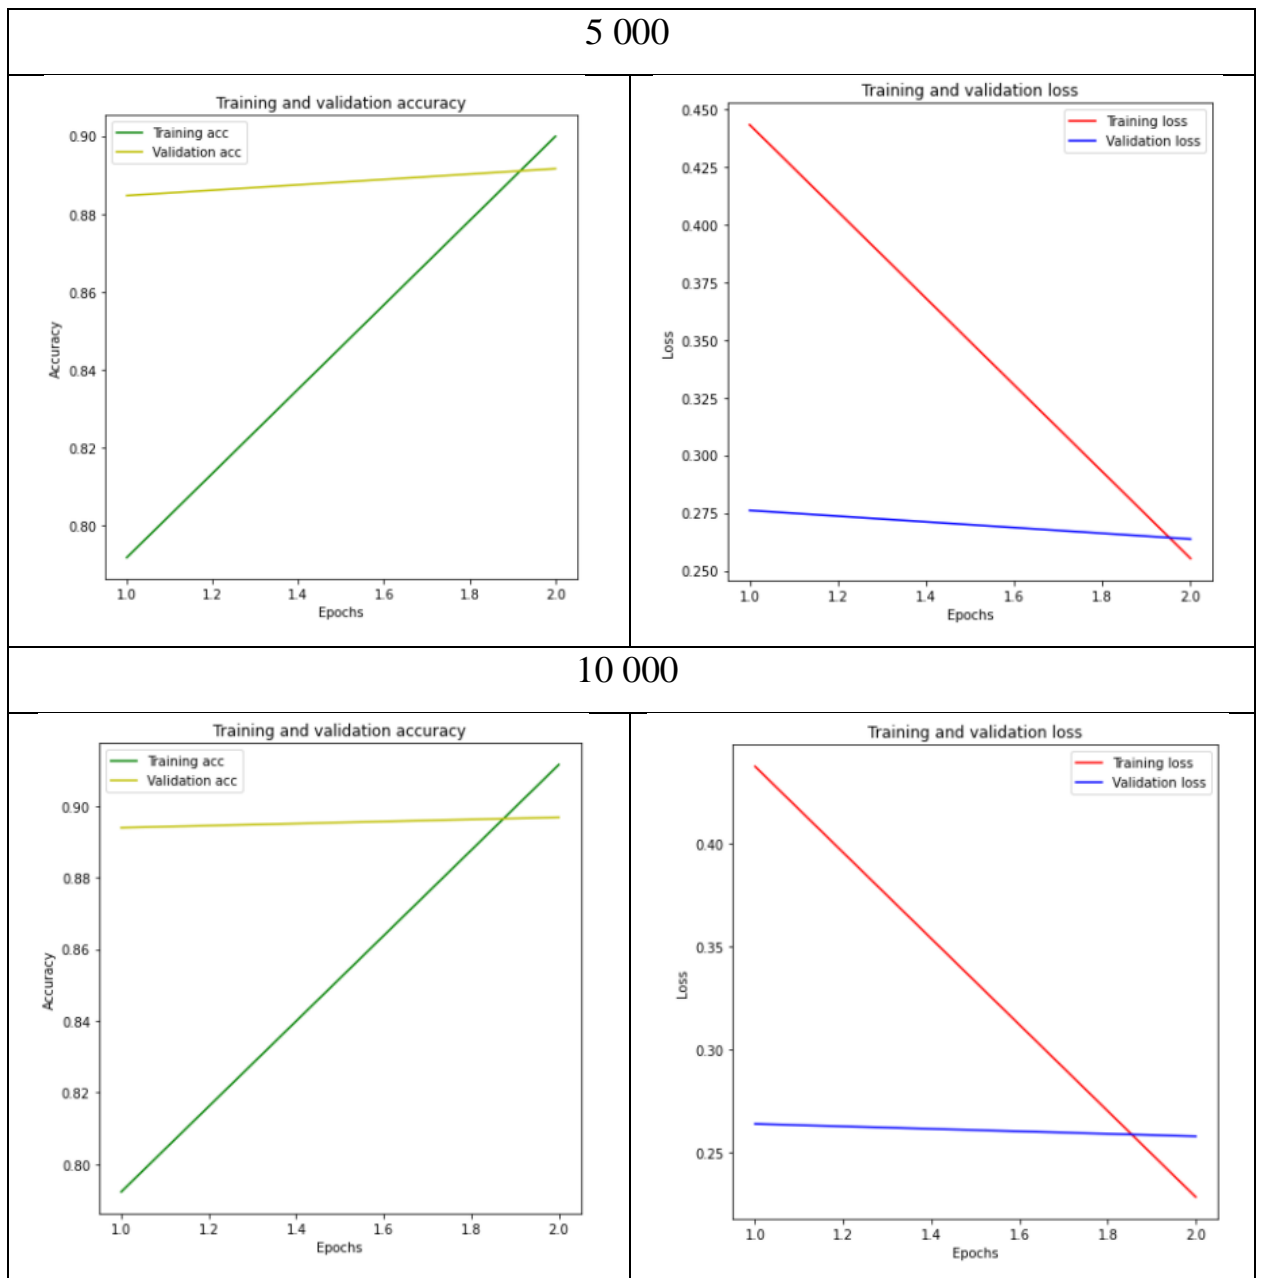 5 000
Training and validation accuracy
Training acc
Validation acc
0.90
0.88
0.86
0.84
0.82
0.80
Accuracy
1.0 1.2 1.4 1.6 1.8 2.0
Epochs
Training and validation loss
Training loss
Validation loss
0.450
0.425
0.400
0.375
0.350
0.325
0.300
0.275
0.250
Loss
1.0 1.2 1.4 1.6 1.8 2.0
Epochs
10 000
Training and validation accuracy
Training acc
Validation acc
0.90
0.88
0.86
0.84
0.82
0.80
Accuracy
1.0 1.2 1.4 1.6 1.8 2.0
Epochs
Training and validation loss
Training loss
Validation loss
0.40
0.35
0.30
0.25
Loss
1.0 1.2 1.4 1.6 1.8 2.0
Epochs